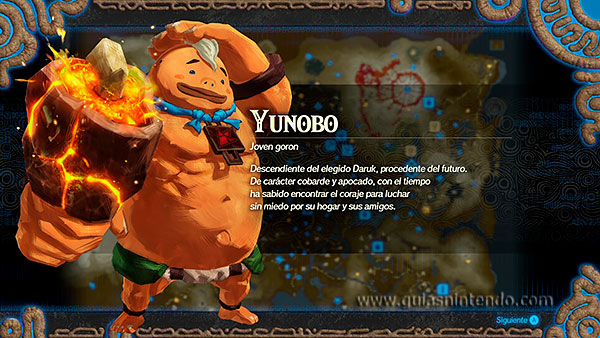 Yunobo
Joven goron
Descendiente del elegido Daruk, procedente del futuro.
De carácter cobarde y apocado, con el tiempo
ha sabido encontrar el coraje para luchar
sin miedo por su hogar y sus amigos.
www.guiasnintendo.com
Siguiente A